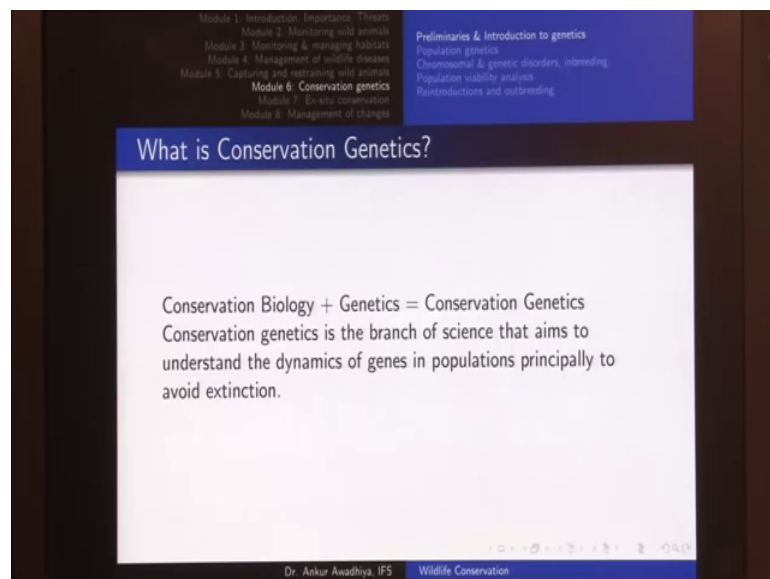 Module 1: Introduction, Importance, Threats
Module 2: Monitoring wild animals
Module 3: Monitoring & managing habitats
Module 4: Management of wildlife diseases
Module 5: Capturing and restraining wild animals
Module 6: Conservation genetics
Module 7: Ex-situ conservation
Module 8: Management of changes
Preliminaries & Introduction to genetics
Population genetics
Chromosomal & genetic disorders, inbreeding
Population viability analysis
Reintroductions and outbreeding
What is Conservation Genetics?
Conservation Biology + Genetics = Conservation Genetics
Conservation genetics is the branch of science that aims to
understand the dynamics of genes in populations principally to
avoid extinction.
Dr. Ankur Awadhiya, IFS
Wildlife Conservation